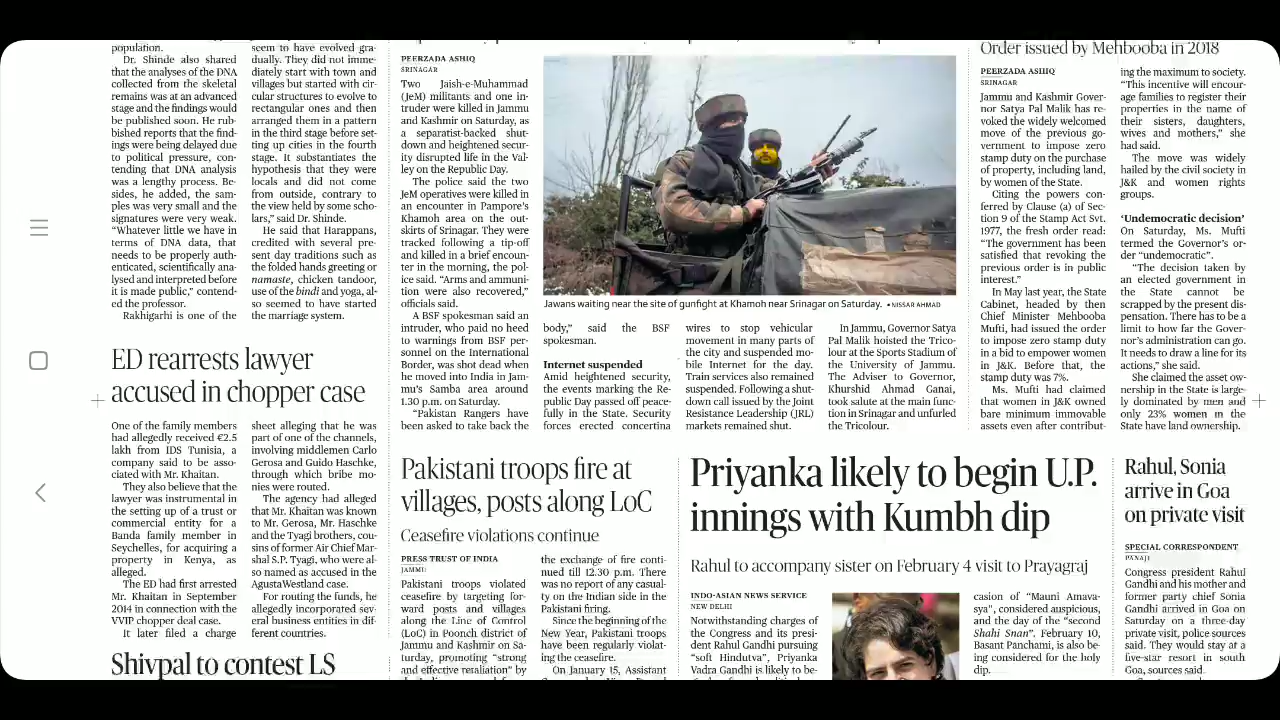 population.
Dr. Shinde also shared
that the analyses of the DNA
collected from the skeletal
remains was at an advanced
stage and the findings would
be published soon. He rub-
bished reports that the find-
ings were being delayed due
to political pressure, con-
tending that DNA analysis
was a lengthy process. Be-
sides, he added, the sam-
ples was very small and the
signatures were very weak.
“Whatever little we have in
terms of DNA data, that
needs to be properly auth-
enticated, scientifically ana-
lysed and interpreted before
it is made public,” contend-
ed the professor.
Rakhigarhi is one of the
seem to have evolved gra-
dually. They did not imme-
diately start with town and
villages but started with cir-
cular structures to evolve to
rectangular ones and then
arranged them in a pattern
in the third stage before set-
ting up cities in the fourth
stage. It substantiates the
hypothesis that they were
locals and did not come
from outside, contrary to
the view held by some scho-
lars,” said Dr. Shinde.
He said that Harappans,
credited with several pre-
sent day traditions such as
the folded hands greeting or
namaste, chicken tandoor,
use of the bindi and yoga, al-
so seemed to have started
the marriage system.
ED rearrests lawyer
accused in chopper case
One of the family members
had allegedly received €2.5
lakh from IDS Tunisia, a
company said to be asso-
ciated with Mr. Khaitan.
They also believe that the
lawyer was instrumental in
the setting up of a trust or
commercial entity for a
Banda family member in
Seychelles, for acquiring a
property in Kenya, as
alleged.
The ED had first arrested
Mr. Khaitan in September
2014 in connection with the
VVIP chopper deal case.
It later filed a charge
sheet alleging that he was
part of one of the channels,
involving middlemen Carlo
Gerosa and Guido Haschke,
through which bribe mo-
nies were routed.
The agency had alleged
that Mr. Khaitan was known
to Mr. Gerosa, Mr. Haschke
and the Tyagi brothers, cou-
sins of former Air Chief Mar-
shal S.P. Tyagi, who were al-
so named as accused in the
AgustaWestland case.
For routing the funds, he
allegedly incorporated sev-
eral business entities in dif-
ferent countries.
Shivpal to contest LS
PEERZADA ASHIQ
SRINAGAR
Two Jaish-e-Muhammad
(JeM) militants and one in-
truder were killed in Jammu
and Kashmir on Saturday, as
a separatist-backed shut-
down and heightened secur-
ity disrupted life in the Val-
ley on the Republic Day.
The police said the two
JeM operatives were killed in
an encounter in Pampore’s
Khamoh area on the out-
skirts of Srinagar. They were
tracked following a tip-off
and killed in a brief encoun-
ter in the morning, the pol-
ice said. “Arms and ammuni-
tion were also recovered,”
officials said.
A BSF spokesman said an
intruder, who paid no heed
to warnings from BSF per-
sonnel on the International
Border, was shot dead when
he moved into India in Jam-
mu’s Samba area around
1.30 p.m. on Saturday.
“Pakistan Rangers have
been asked to take back the
Jawans waiting near the site of gunfight at Khamoh near Srinagar on Saturday. • NISSAR AHMAD
body,” said the BSF
spokesman.
Internet suspended
Amid heightened security,
the events marking the Re-
public Day passed off peace-
fully in the State. Security
forces erected concertina
wires to stop vehicular
movement in many parts of
the city and suspended mo-
bile Internet for the day.
Train services also remained
suspended. Following a shut-
down call issued by the Joint
Resistance Leadership (JRL)
markets remained shut.
In Jammu, Governor Satya
Pal Malik hoisted the Trico-
lour at the Sports Stadium of
the University of Jammu.
The Adviser to Governor,
Khurshid Ahmad Ganai,
took salute at the main func-
tion in Srinagar and unfurled
the Tricolour.
Order issued by Mehbooba in 2018
PEERZADA ASHIQ
SRINAGAR
Jammu and Kashmir Gover-
nor Satya Pal Malik has re-
voked the widely welcomed
move of the previous go-
vernment to impose zero
stamp duty on the purchase
of property, including land,
by women of the State.
Citing the powers con-
ferred by Clause (a) of Sec-
tion 9 of the Stamp Act Svt.
1977, the fresh order read:
“The government has been
satisfied that revoking the
previous order is in public
interest.”
In May last year, the State
Cabinet, headed by then
Chief Minister Mehbooba
Mufti, had issued the order
to impose zero stamp duty
in a bid to empower women
in J&K. Before that, the
stamp duty was 7%.
Ms. Mufti had claimed
that women in J&K owned
bare minimum immovable
assets even after contribut-
ing the maximum to society.
“This incentive will encour-
age families to register their
properties in the name of
their sisters, daughters,
wives and mothers,” she
had said.
The move was widely
hailed by the civil society in
J&K and women rights
groups.
‘Undemocratic decision’
On Saturday, Ms. Mufti
termed the Governor’s or-
der “undemocratic”.
“The decision taken by
an elected government in
the State cannot be
scrapped by the present dis-
pensation. There has to be a
limit to how far the Gover-
nor’s administration can go.
It needs to draw a line for its
actions,” she said.
She claimed the asset ow-
nership in the State is large-
ly dominated by men and
only 23% women in the
State have land ownership.
Pakistani troops fire at
villages, posts along LoC
Ceasefire violations continue
PRESS TRUST OF INDIA
JAMMU
Pakistani troops violated
ceasefire by targeting for-
ward posts and villages
along the Line of Control
(LoC) in Poonch district of
Jammu and Kashmir on Sa-
turday, promoting “strong
and effective retaliation” by
the exchange of fire conti-
nued till 12.30 p.m. There
was no report of any casual-
ty on the Indian side in the
Pakistani firing.
Since the beginning of the
New Year, Pakistani troops
have been regularly violat-
ing the ceasefire.
On January 15, Assistant
Priyanka likely to begin U.P.
innings with Kumbh dip
Rahul to accompany sister on February 4 visit to Prayagraj
INDO-ASIAN NEWS SERVICE
NEW DELHI
Notwithstanding charges of
the Congress and its presi-
dent Rahul Gandhi pursuing
“soft Hindutva”, Priyanka
Vadra Gandhi is likely to be-
casion of “Mauni Amava-
sya”, considered auspicious,
and the day of the “second
Shahi Snan”. February 10,
Basant Panchami, is also be-
ing considered for the holy
dip.
Rahul, Sonia
arrive in Goa
on private visit
SPECIAL CORRESPONDENT
PANAJI
Congress president Rahul
Gandhi and his mother and
former party chief Sonia
Gandhi arrived in Goa on
Saturday on a three-day
private visit, police sources
said. They would stay at a
five-star resort in south
Goa, sources said.